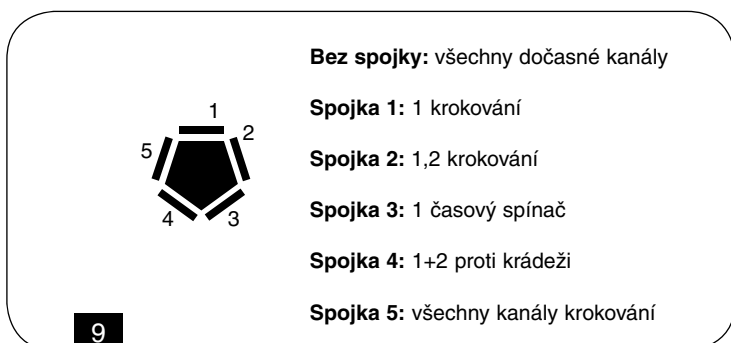 Bez spojky: všechny dočasné kanály
Spojka 1: 1 krokování
Spojka 2: 1,2 krokování
Spojka 3: 1 časový spínač
Spojka 4: 1+2 proti krádeži
Spojka 5: všechny kanály krokování
1
2
5
4
3
9